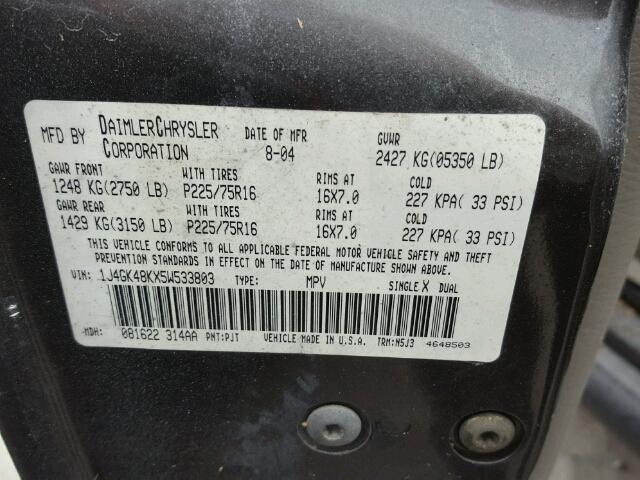 MFD BY DAIMLERCHRYSLER CORPORATION DATE OF MFR 8-04 GVWR 2427 KG(05350 LB)
GAWR FRONT WITH TIRES RIMS AT COLD
1248 KG(2750 LB) P225/75R16 16X7.0 227 KPA( 33 PSI)
GAWR REAR WITH TIRES RIMS AT COLD
1429 KG(3150 LB) P225/75R16 16X7.0 227 KPA( 33 PSI)
THIS VEHICLE CONFORMS TO ALL APPLICABLE FEDERAL MOTOR VEHICLE SAFETY AND THEFT
PREVENTION STANDARDS IN EFFECT ON THE DATE OF MANUFACTURE SHOWN ABOVE.
VIN: 1J4GK48KX5W533803 TYPE: MPV SINGLE X DUAL
MDH: 081622 314AA PNT:PJT VEHICLE MADE IN U.S.A. TRM:N5J3 4648503